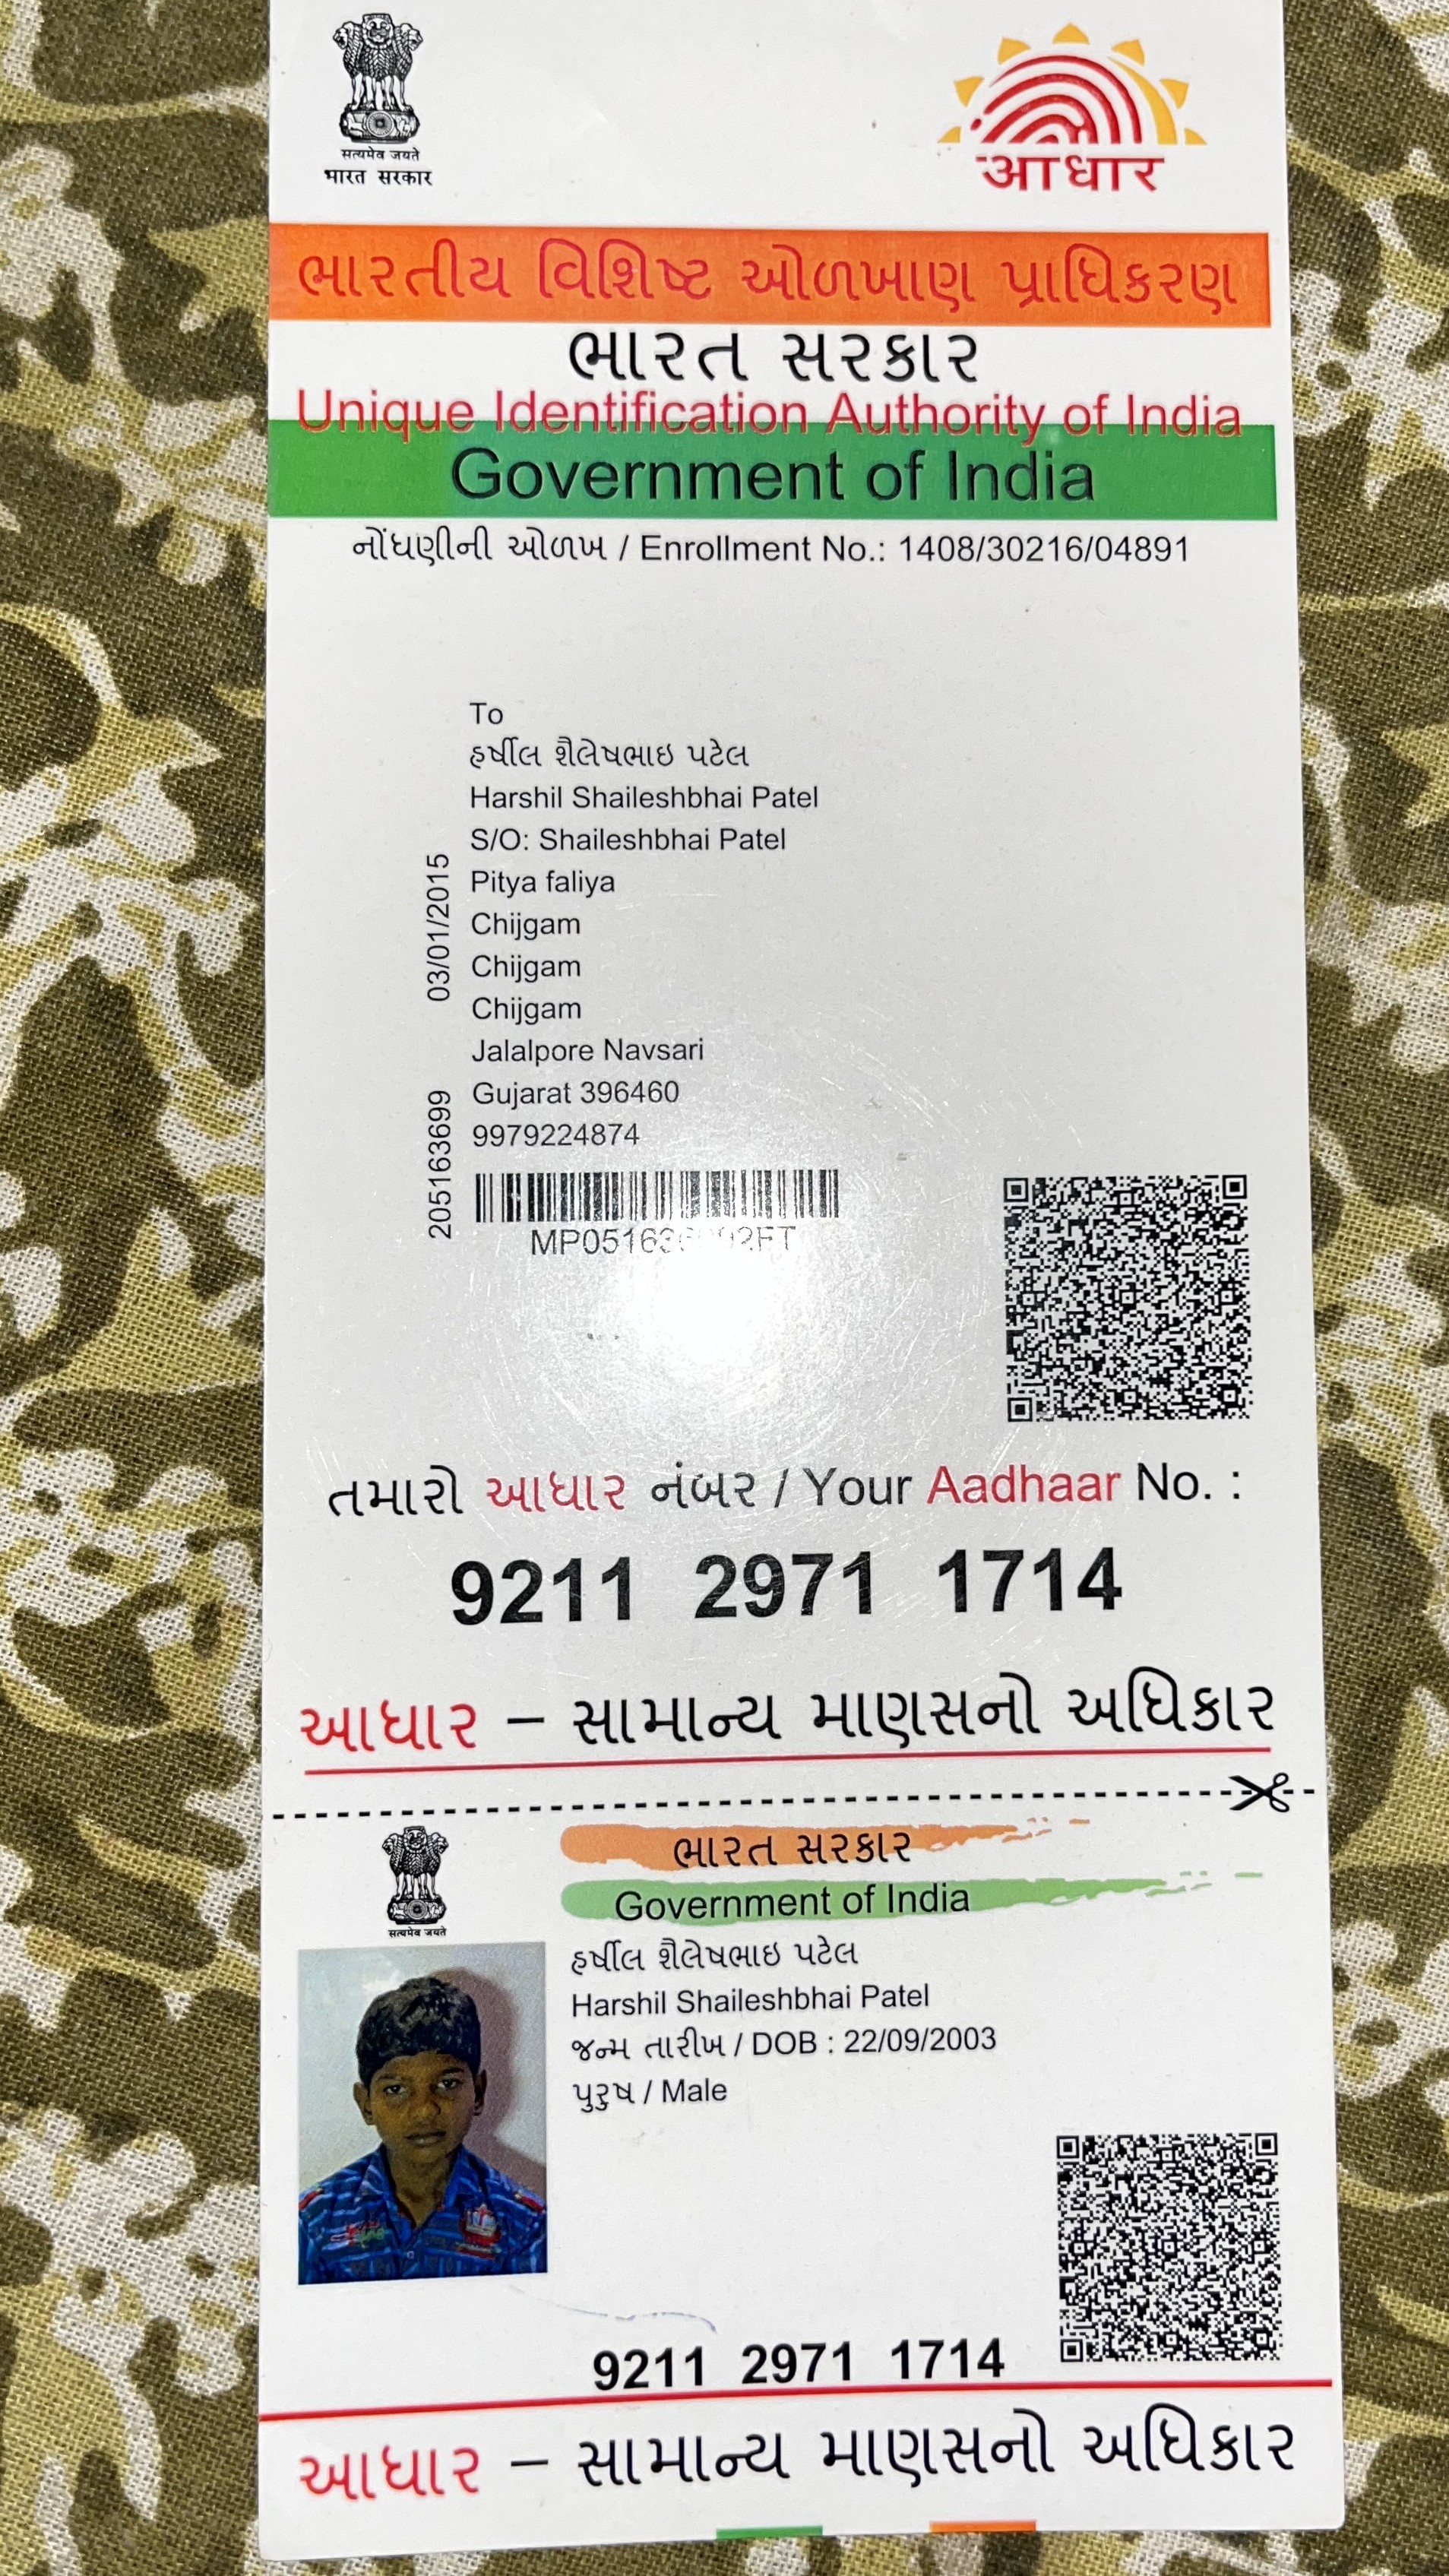 सत्यमेव जयते
भारत सरकार
आधार
ભારતીય વિશિષ્ટ ઓળખાણ પ્રાધિકરણ
ભારત સરકાર
Unique Identification Authority of India
Government of India
નોંધણીની ઓળખ / Enrollment No.: 1408/30216/04891
To
હર્ષીલ શૈલેષભાઇ પટેલ
Harshil Shaileshbhai Patel
S/O: Shaileshbhai Patel
Pitya faliya
Chijgam
Chijgam
Chijgam
Jalalpore Navsari
Gujarat 396460
9979224874
03/01/2015
205163699
તમારો આધાર નંબર / Your Aadhaar No. :
9211 2971 1714
આધાર – સામાન્ય માણસનો અધિકાર
सत्यमेव जयते
ભારત સરકાર
Government of India
હર્ષીલ શૈલેષભાઇ પટેલ
Harshil Shaileshbhai Patel
જન્મ તારીખ / DOB : 22/09/2003
પુરુષ / Male
9211 2971 1714
આધાર – સામાન્ય માણસનો અધિકાર